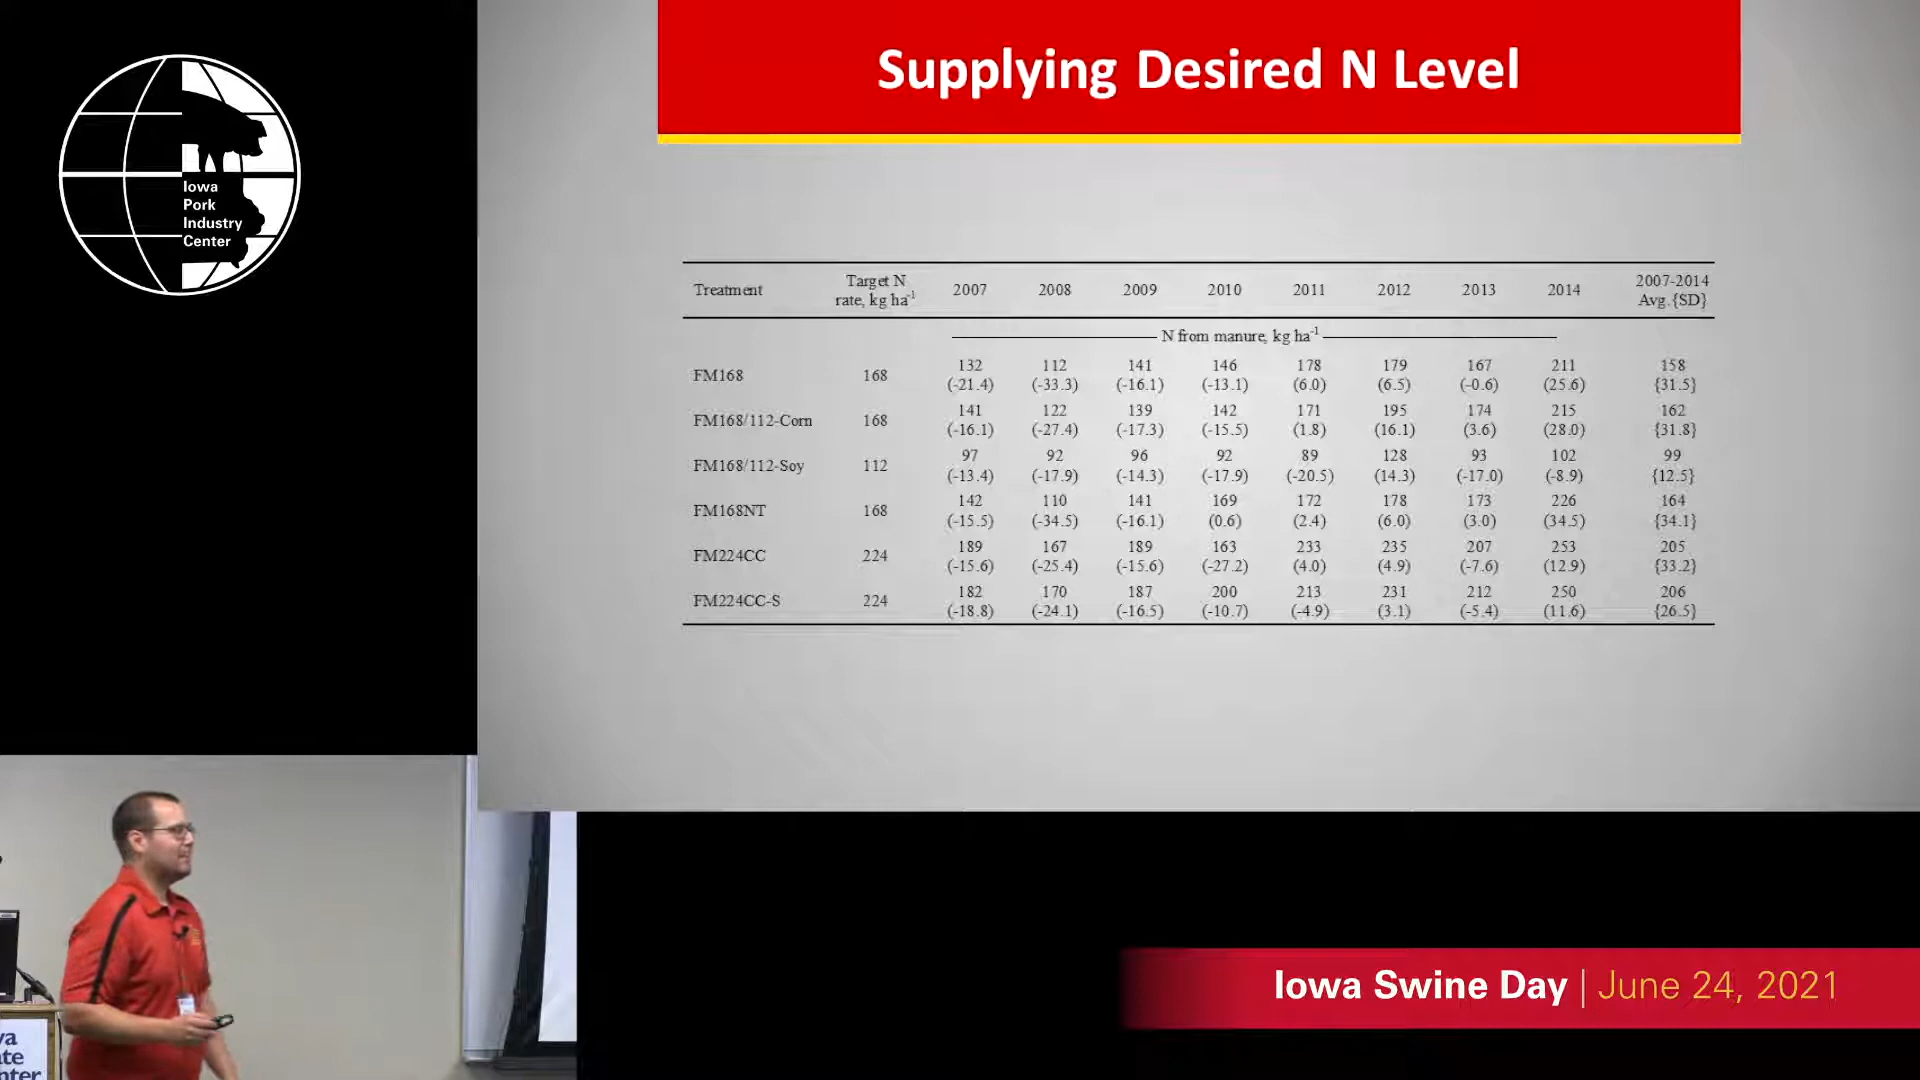 Iowa
Pork
Industry
Center
Supplying Desired N Level
Treatment Target N rate, kg ha-1 2007 2008 2009 2010 2011 2012 2013 2014 2007-2014 Avg.{SD}
N from manure, kg ha-1
FM168 168 132 112 141 146 178 179 167 211 158
(-21.4) (-33.3) (-16.1) (-13.1) (6.0) (6.5) (-0.6) (25.6) {31.5}
FM168/112-Corn 168 141 122 139 142 171 195 174 215 162
(-16.1) (-27.4) (-17.3) (-15.5) (1.8) (16.1) (3.6) (28.0) {31.8}
FM168/112-Soy 112 97 92 96 92 89 128 93 102 99
(-13.4) (-17.9) (-14.3) (-17.9) (-20.5) (14.3) (-17.0) (-8.9) {12.5}
FM168NT 168 142 110 141 169 172 178 173 226 164
(-15.5) (-34.5) (-16.1) (0.6) (2.4) (6.0) (3.0) (34.5) {34.1}
FM224CC 224 189 167 189 163 233 235 207 253 205
(-15.6) (-25.4) (-15.6) (-27.2) (4.0) (4.9) (-7.6) (12.9) {33.2}
FM224CC-S 224 182 170 187 200 213 231 212 250 206
(-18.8) (-24.1) (-16.5) (-10.7) (-4.9) (3.1) (-5.4) (11.6) {26.5}
Iowa Swine Day | June 24, 2021